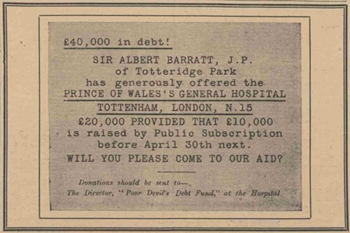 £40,000 in debt!
SIR ALBERT BARRATT, J.P.
of Totteridge Park
has generously offered the
PRINCE OF WALES'S GENERAL HOSPITAL
TOTTENHAM, LONDON, N.15
£20,000 PROVIDED THAT £10,000
is raised by Public Subscription
before April 30th next.
WILL YOU PLEASE COME TO OUR AID?
Donations should be sent to—
The Director, "Poor Devil's Debt Fund," at the Hospital.